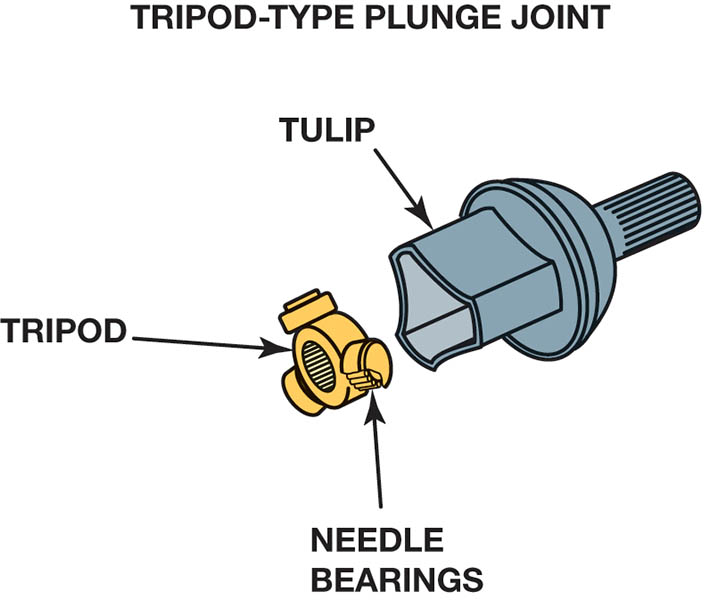 TRIPOD-TYPE PLUNGE JOINT
TULIP
TRIPOD
NEEDLE
BEARINGS